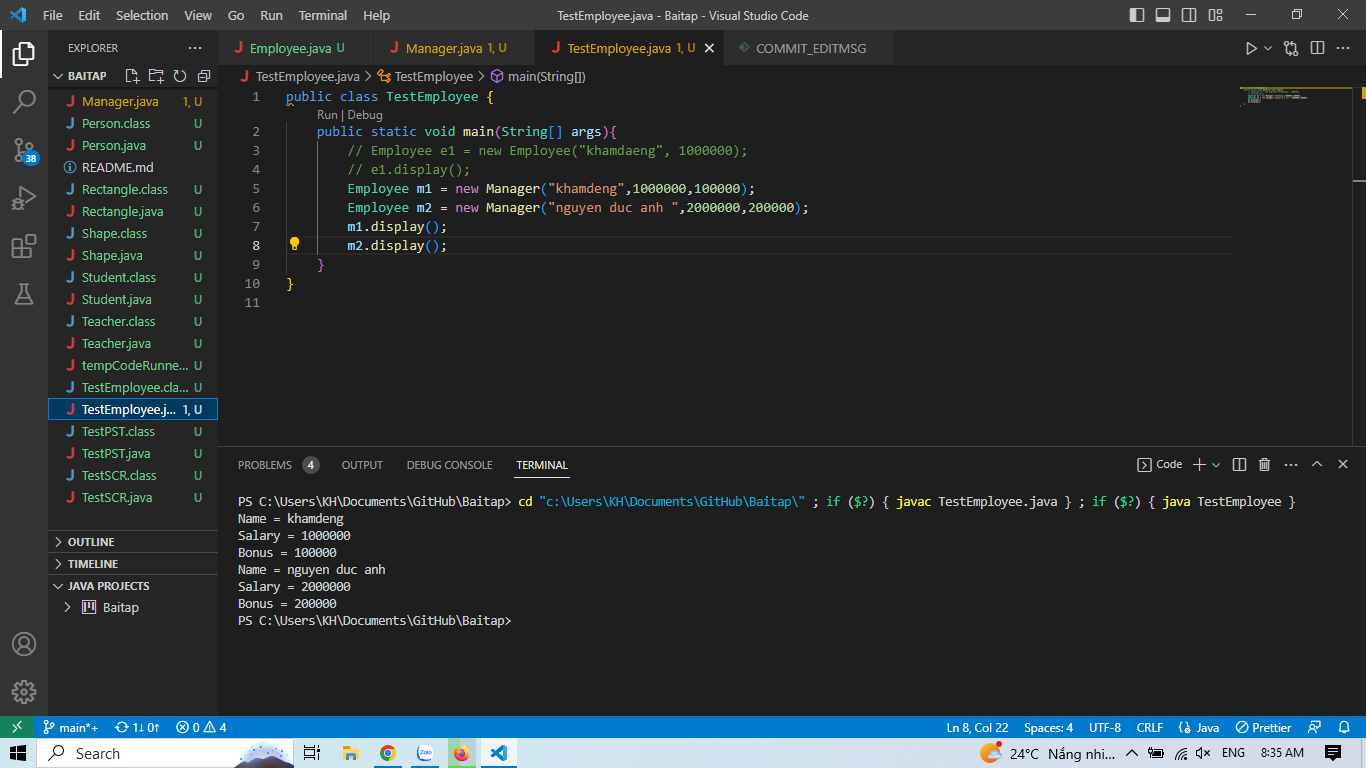 File Edit Selection View Go Run Terminal Help TestEmployee.java - Baitap - Visual Studio Code
EXPLORER
Employee.java U Manager.java 1, U TestEmployee.java 1, U COMMIT_EDITMSG
BAITAP
TestEmployee.java > TestEmployee > main(String[])
Manager.java 1, U
Person.class U
Person.java U
README.md
Rectangle.class U
Rectangle.java U
Shape.class U
Shape.java U
Student.class U
Student.java U
Teacher.class U
Teacher.java U
tempCodeRunne... U
TestEmployee.cla... U
TestEmployee.j... 1, U
TestPST.class U
TestPST.java U
TestSCR.class U
TestSCR.java U
OUTLINE
TIMELINE
JAVA PROJECTS
Baitap
38
1 public class TestEmployee {
Run | Debug
2 public static void main(String[] args){
3 // Employee e1 = new Employee("khamdaeng", 1000000);
4 // e1.display();
5 Employee m1 = new Manager("khamdeng",1000000,100000);
6 Employee m2 = new Manager("nguyen duc anh ",2000000,200000);
7 m1.display();
8 m2.display();
9 }
10 }
11
PROBLEMS 4 OUTPUT DEBUG CONSOLE TERMINAL Code
PS C:\Users\KH\Documents\GitHub\Baitap> cd "c:\Users\KH\Documents\GitHub\Baitap\" ; if ($?) { javac TestEmployee.java } ; if ($?) { java TestEmployee }
Name = khamdeng
Salary = 1000000
Bonus = 100000
Name = nguyen duc anh
Salary = 2000000
Bonus = 200000
PS C:\Users\KH\Documents\GitHub\Baitap>
main*+ 1↓ 0↑ 0 4 Ln 8, Col 22 Spaces: 4 UTF-8 CRLF {} Java Prettier
Search Zalo 24°C Nắng nhi... ENG 8:35 AM